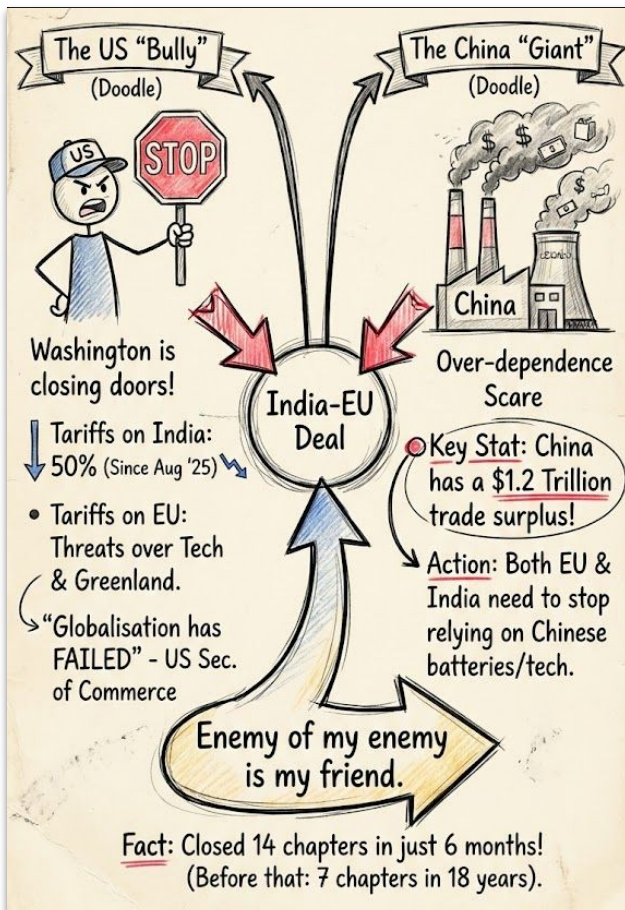 The US “Bully”
(Doodle)
US
STOP
Washington is
closing doors!
Tariffs on India:
50% (Since Aug ’25)
• Tariffs on EU:
Threats over Tech
& Greenland.
“Globalisation has
FAILED” - US Sec.
of Commerce
The China “Giant”
(Doodle)
$ $
$
China
Over-dependence
Scare
Key Stat: China
has a $1.2 Trillion
trade surplus!
Action: Both EU &
India need to stop
relying on Chinese
batteries/tech.
India-EU
Deal
Enemy of my enemy
is my friend.
Fact: Closed 14 chapters in just 6 months!
(Before that: 7 chapters in 18 years).